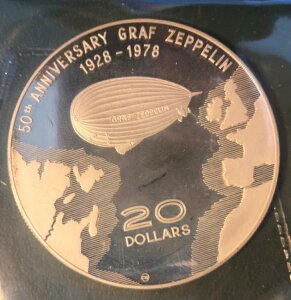 50th ANNIVERSARY GRAF ZEPPELIN
1928-1978
GRAF ZEPPELIN
20
DOLLARS